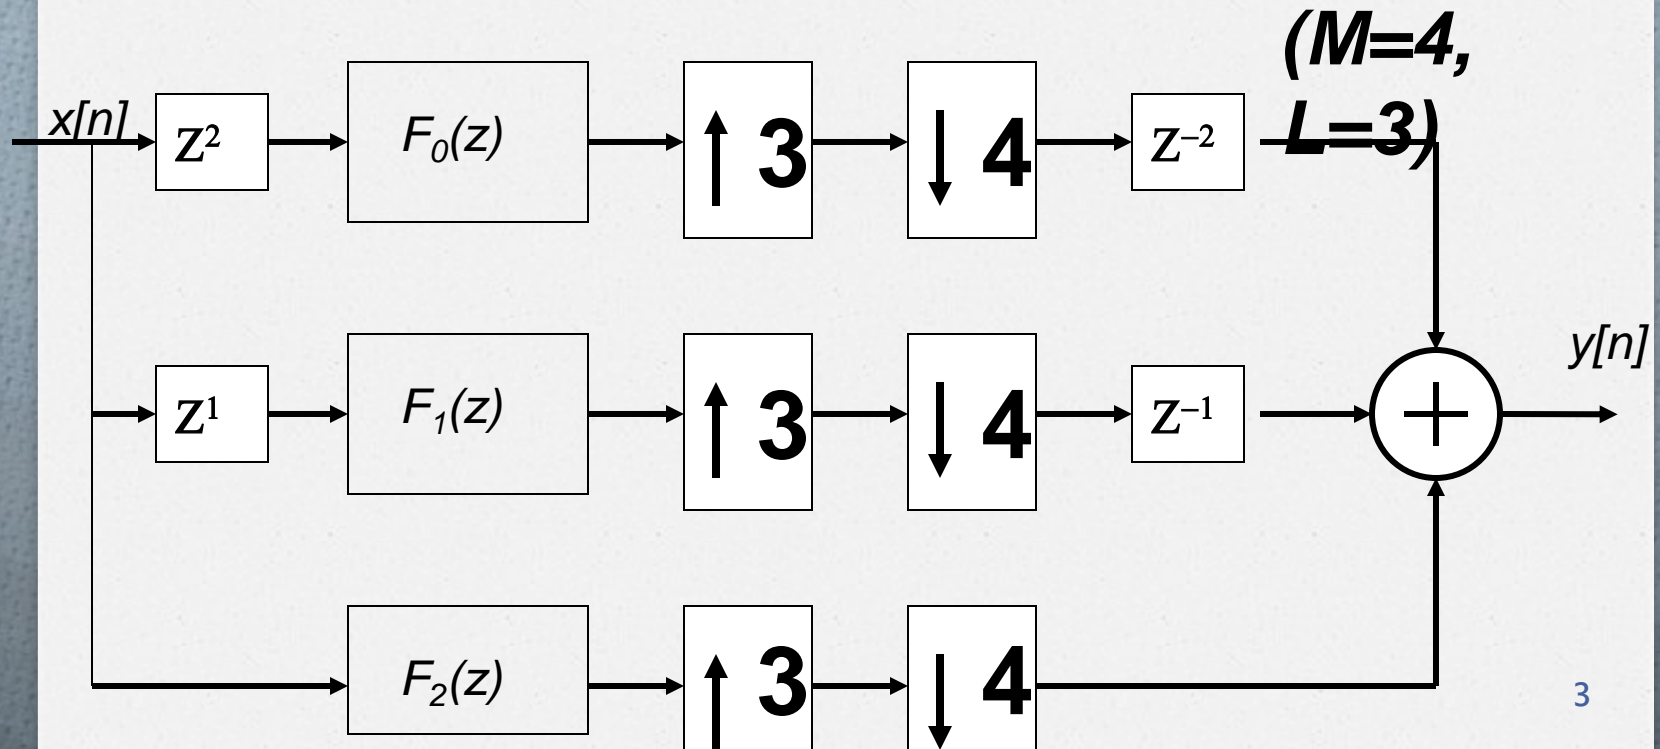 (M=4,
L=3)
x[n]
Z²
F₀(z)
↑ 3
↓ 4
Z⁻²
y[n]
Z¹
F₁(z)
↑ 3
↓ 4
Z⁻¹
+
F₂(z)
↑ 3
↓ 4
3